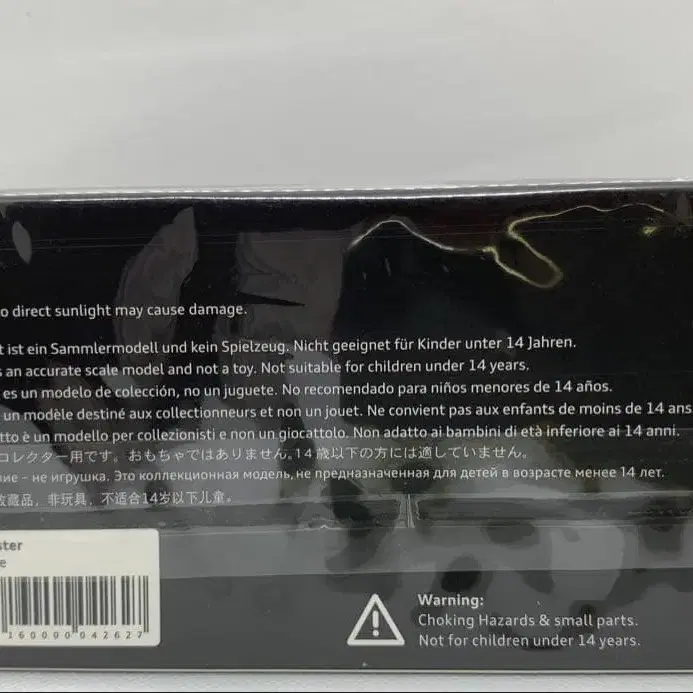 o direct sunlight may cause damage.
t ist ein Sammlermodell und kein Spielzeug. Nicht geeignet für Kinder unter 14 Jahren.
s an accurate scale model and not a toy. Not suitable for children under 14 years.
es un modelo de colección, no un juguete. No recomendado para niños menores de 14 años.
un modèle destiné aux collectionneurs et non un jouet. Ne convient pas aux enfants de moins de 14 ans
tto è un modello per collezionisti e non un giocattolo. Non adatto ai bambini di età inferiore ai 14 anni.
コレクター用です。おもちゃではありません。14歳以下の方には適していません。
ние - не игрушка. Это коллекционная модель, не предназначенная для детей в возрасте менее 14 лет.
收藏品，非玩具，不适合14岁以下儿童。
ster
e
160090042627
Warning:
Choking Hazards & small parts.
Not for children under 14 years.